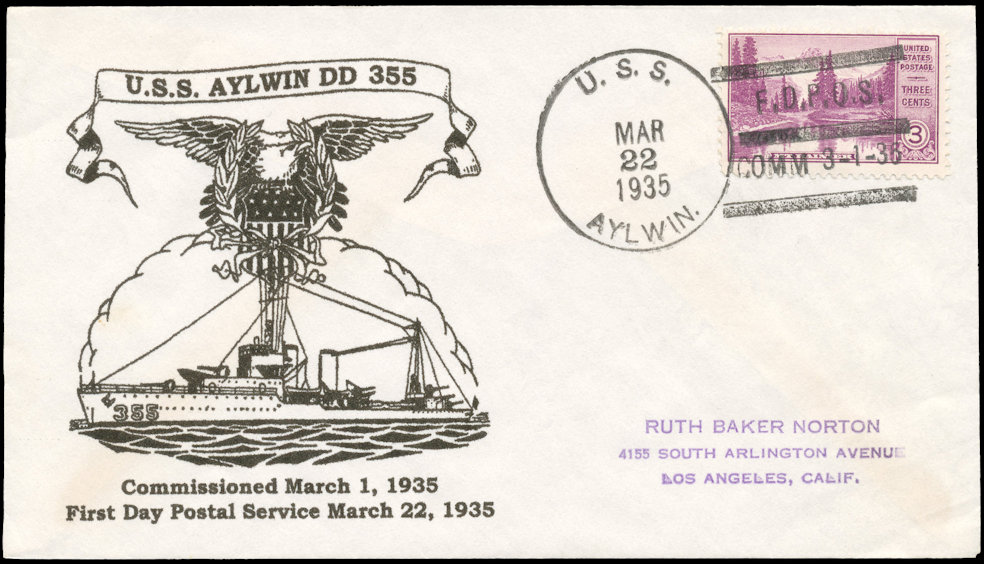 U.S.S. AYLWIN DD 355
355
Commissioned March 1, 1935
First Day Postal Service March 22, 1935
U. S. S.
MAR
22
1935
AYLWIN.
UNITED
STATES
POSTAGE
THREE
CENTS
3
F.D.P.O.S.
COMM 3-1-35
RUTH BAKER NORTON
4155 SOUTH ARLINGTON AVENUE
LOS ANGELES, CALIF.